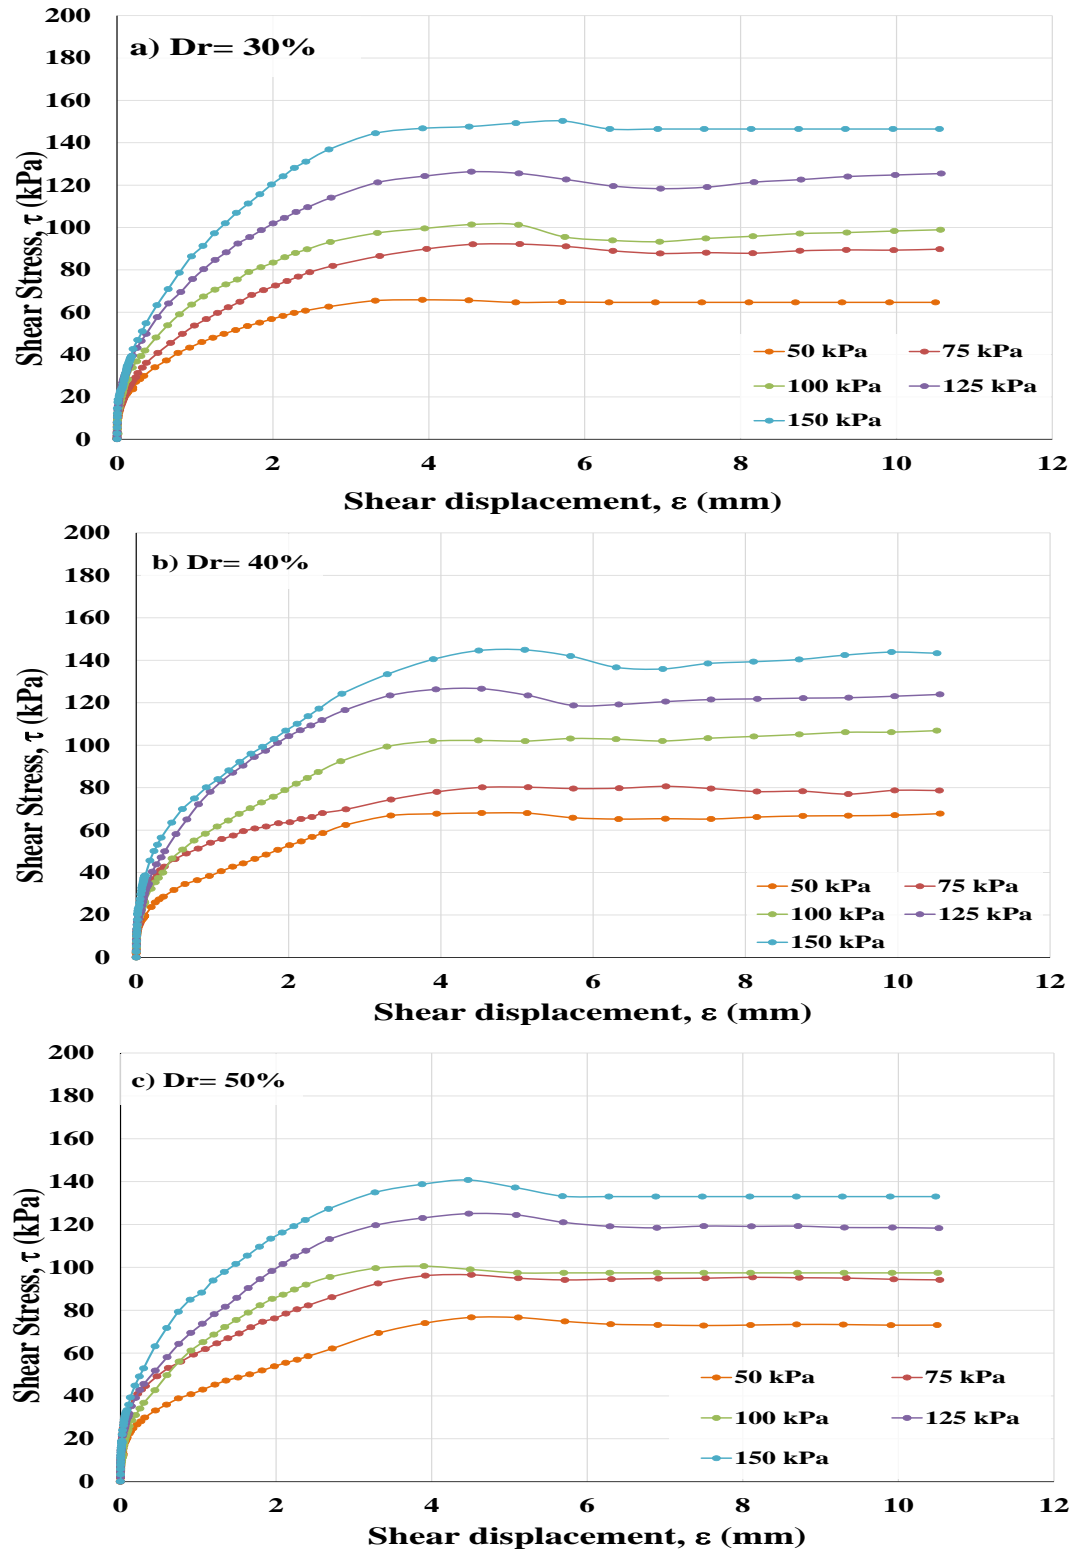 200
a) Dr= 30%
180
160
140
120
100
80
60
40
20
0
Shear Stress, τ (kPa)
50 kPa
75 kPa
100 kPa
125 kPa
150 kPa
0 2 4 6 8 10 12
Shear displacement, ε (mm)
200
b) Dr= 40%
180
160
140
120
100
80
60
40
20
0
Shear Stress, τ (kPa)
50 kPa
75 kPa
100 kPa
125 kPa
150 kPa
0 2 4 6 8 10 12
Shear displacement, ε (mm)
200
c) Dr= 50%
180
160
140
120
100
80
60
40
20
0
Shear Stress, τ (kPa)
50 kPa
75 kPa
100 kPa
125 kPa
150 kPa
0 2 4 6 8 10 12
Shear displacement, ε (mm)